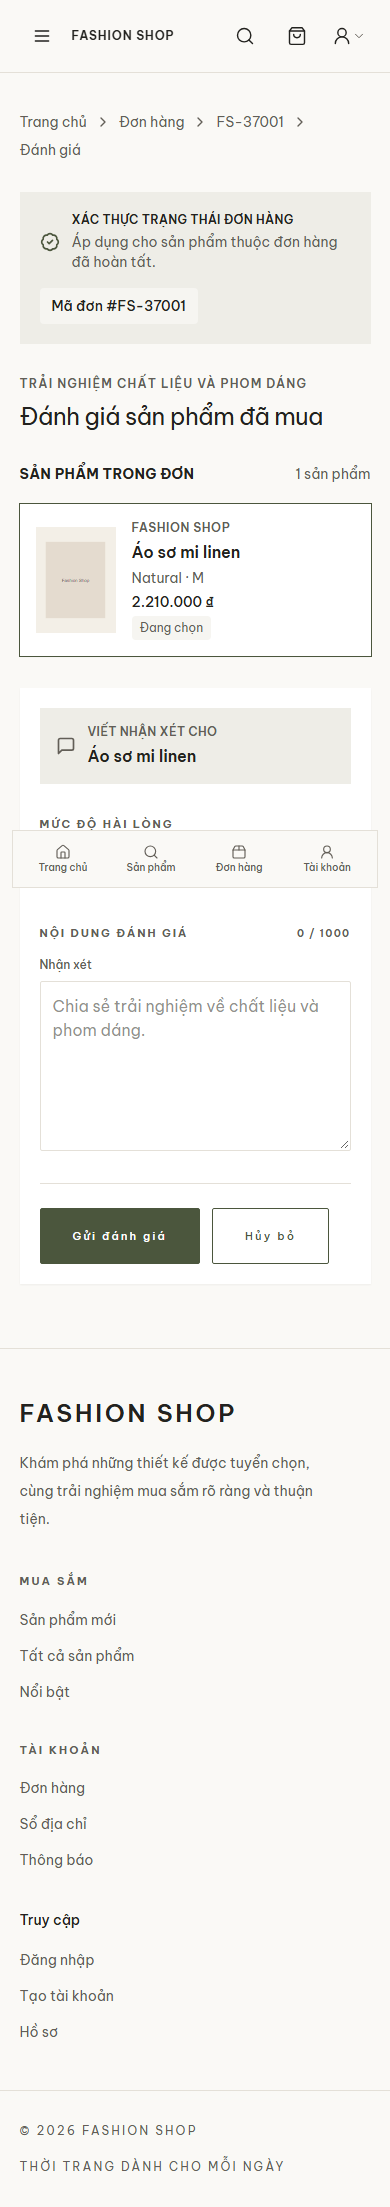 FASHION SHOP
Trang chủ > Đơn hàng > FS-37001 >
Đánh giá
XÁC THỰC TRẠNG THÁI ĐƠN HÀNG
Áp dụng cho sản phẩm thuộc đơn hàng
đã hoàn tất.
Mã đơn #FS-37001
TRẢI NGHIỆM CHẤT LIỆU VÀ PHOM DÁNG
Đánh giá sản phẩm đã mua
SẢN PHẨM TRONG ĐƠN 1 sản phẩm
Fashion Shop
FASHION SHOP
Áo sơ mi linen
Natural · M
2.210.000 ₫
Đang chọn
VIẾT NHẬN XÉT CHO
Áo sơ mi linen
MỨC ĐỘ HÀI LÒNG
Trang chủ Sản phẩm Đơn hàng Tài khoản
NỘI DUNG ĐÁNH GIÁ 0 / 1000
Nhận xét
Chia sẻ trải nghiệm về chất liệu và
phom dáng.
Gửi đánh giá Hủy bỏ
FASHION SHOP
Khám phá những thiết kế được tuyển chọn,
cùng trải nghiệm mua sắm rõ ràng và thuận
tiện.
MUA SẮM
Sản phẩm mới
Tất cả sản phẩm
Nổi bật
TÀI KHOẢN
Đơn hàng
Sổ địa chỉ
Thông báo
Truy cập
Đăng nhập
Tạo tài khoản
Hồ sơ
© 2026 FASHION SHOP
THỜI TRANG DÀNH CHO MỖI NGÀY